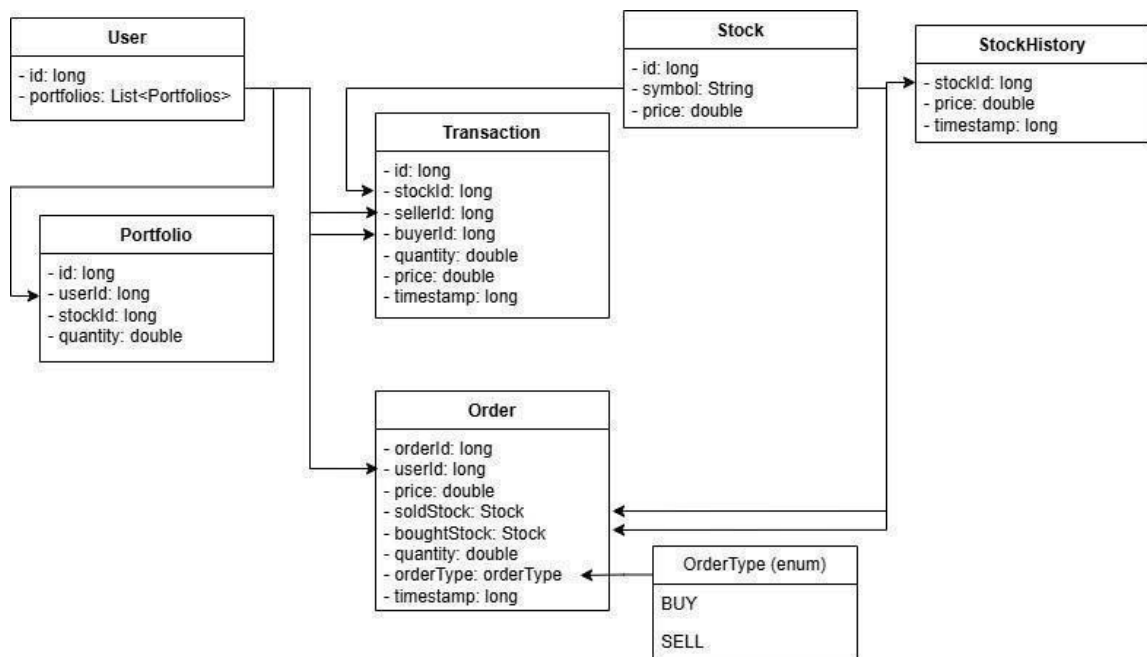 User
- id: long
- portfolios: List<Portfolios>
Stock
- id: long
- symbol: String
- price: double
StockHistory
- stockId: long
- price: double
- timestamp: long
Transaction
- id: long
- stockId: long
- sellerId: long
- buyerId: long
- quantity: double
- price: double
- timestamp: long
Portfolio
- id: long
- userId: long
- stockId: long
- quantity: double
Order
- orderId: long
- userId: long
- price: double
- soldStock: Stock
- boughtStock: Stock
- quantity: double
- orderType: orderType
- timestamp: long
OrderType (enum)
BUY
SELL